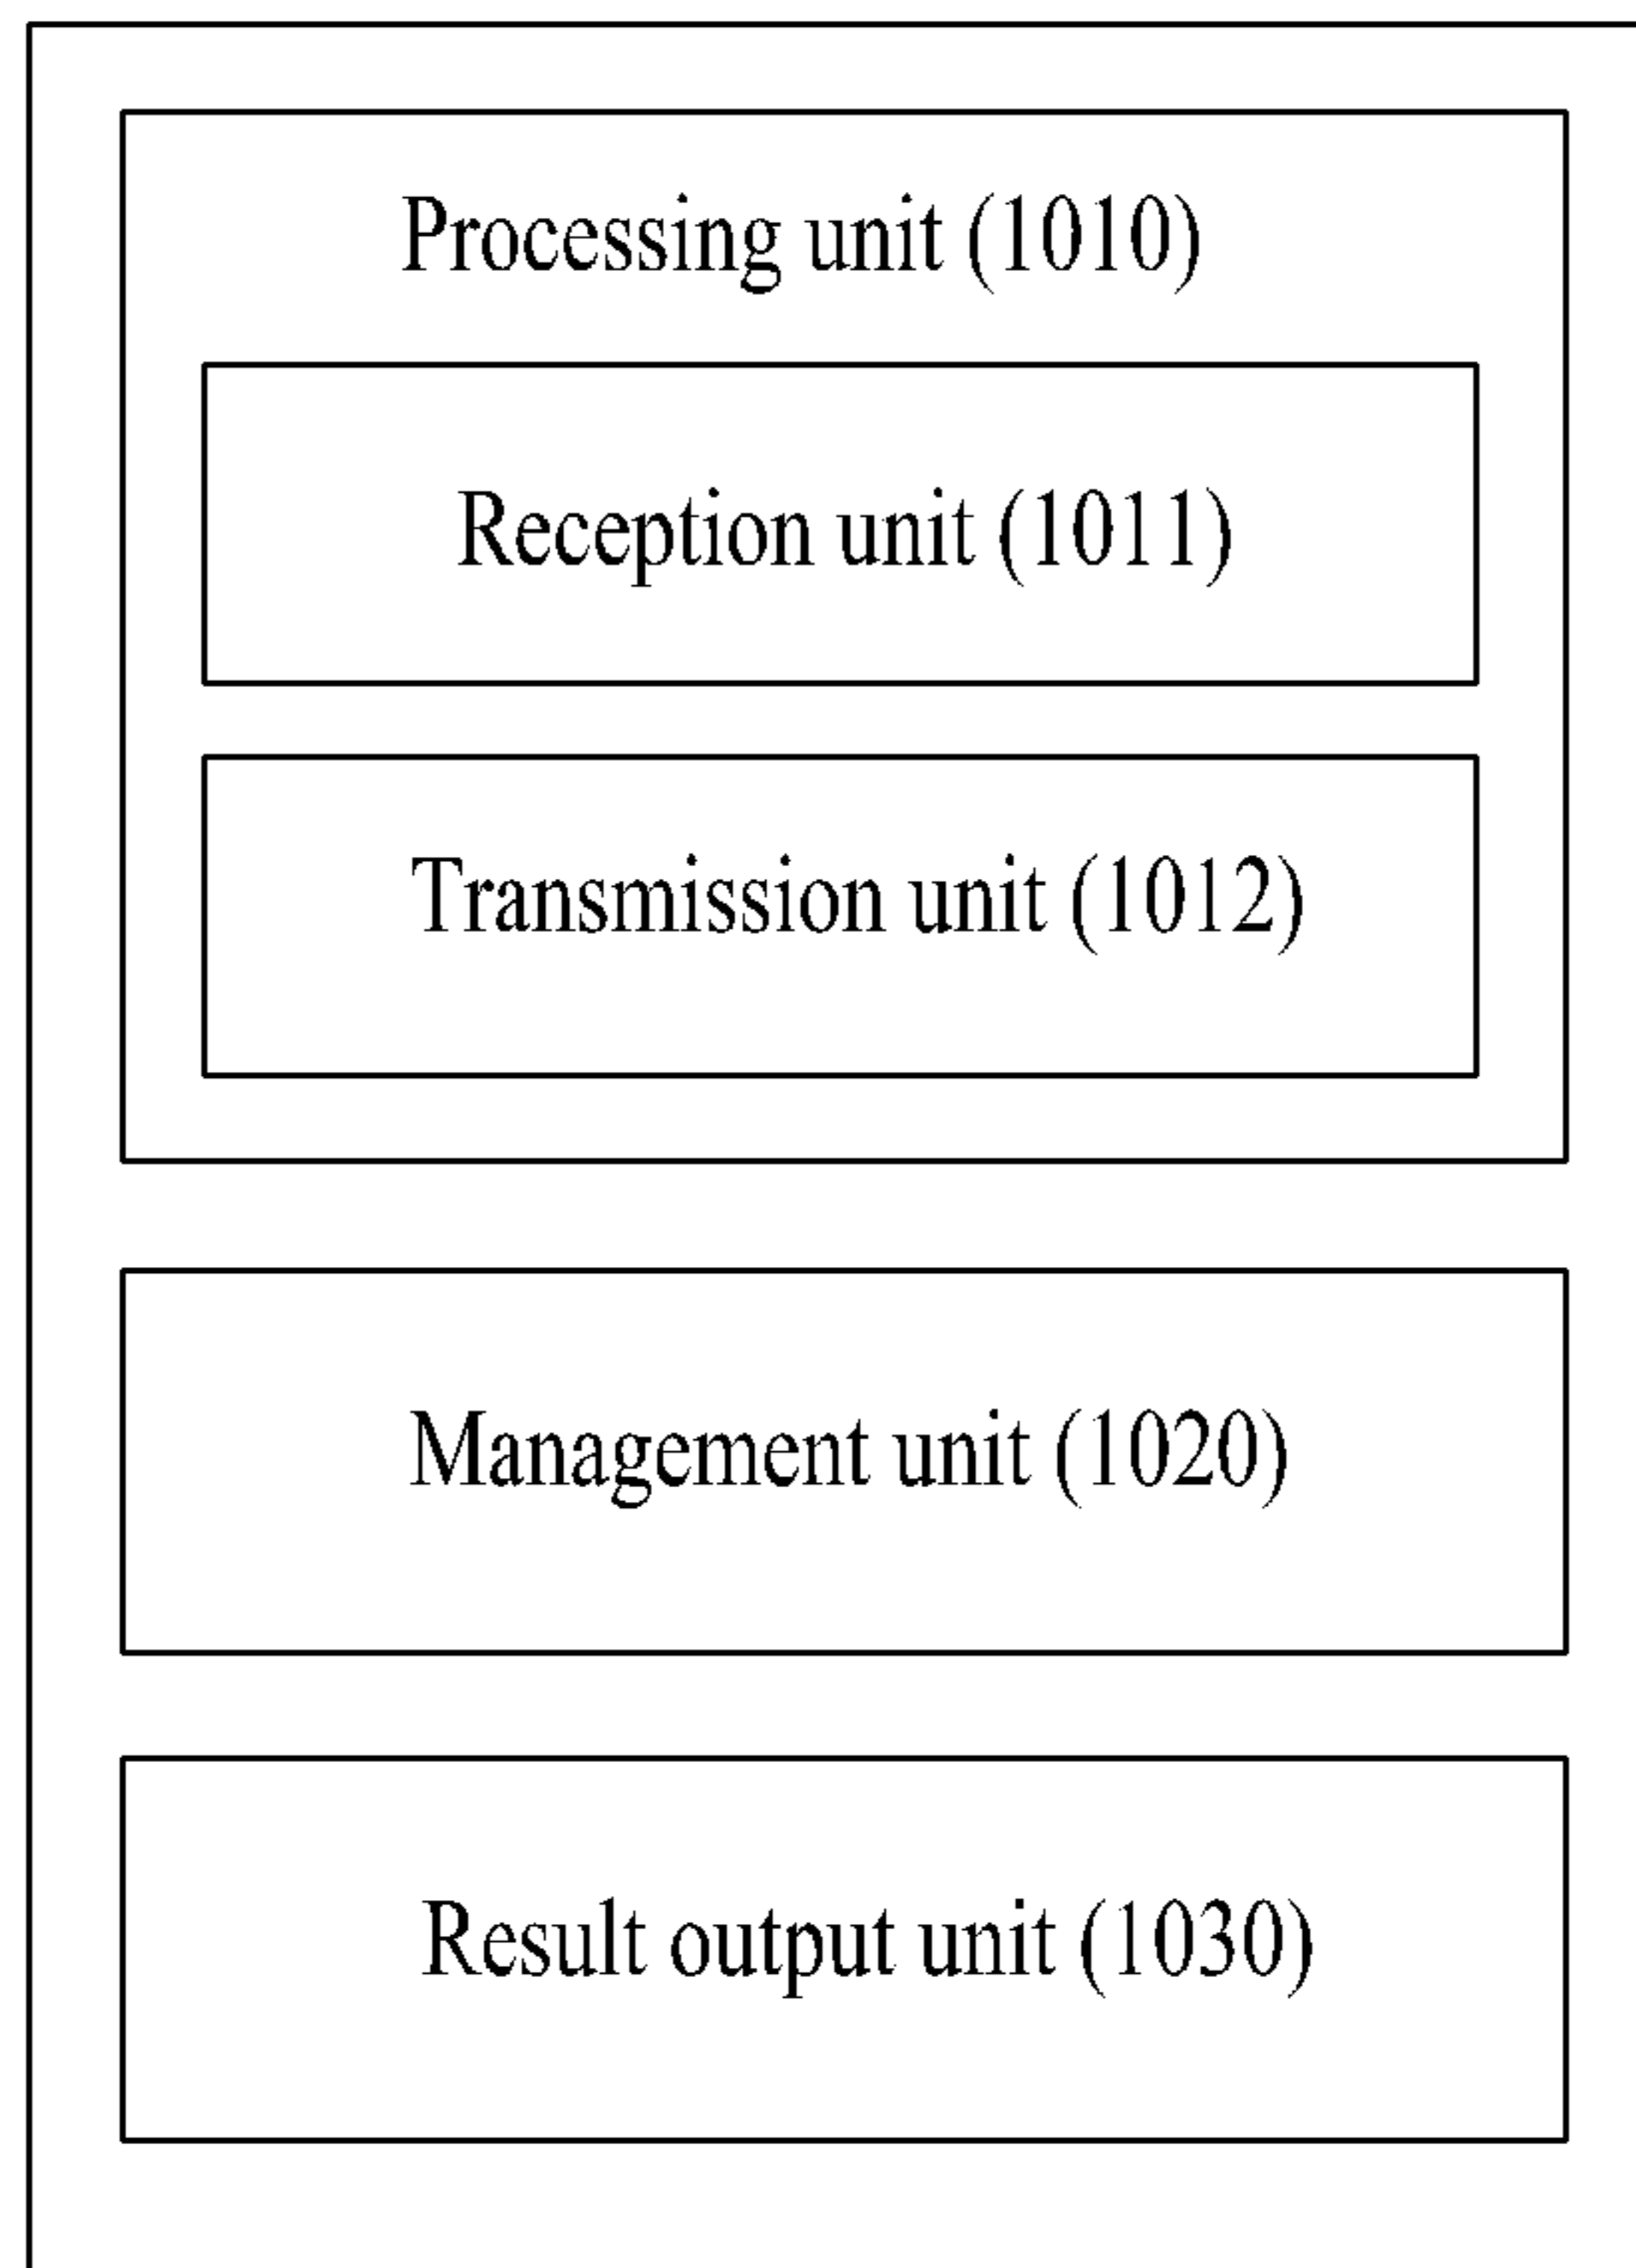 Processing unit (1010)
Reception unit (1011)
Transmission unit (1012)
Management unit (1020)
Result output unit (1030)